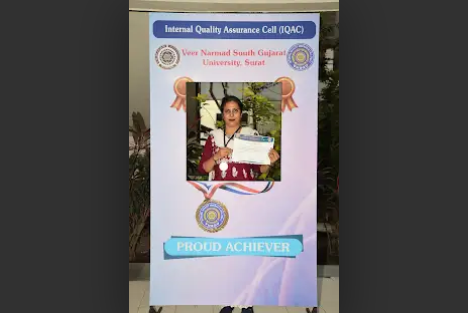 Internal Quality Assurance Cell (IQAC)
Veer Narmad South Gujarat
University, Surat
PROUD ACHIEVER